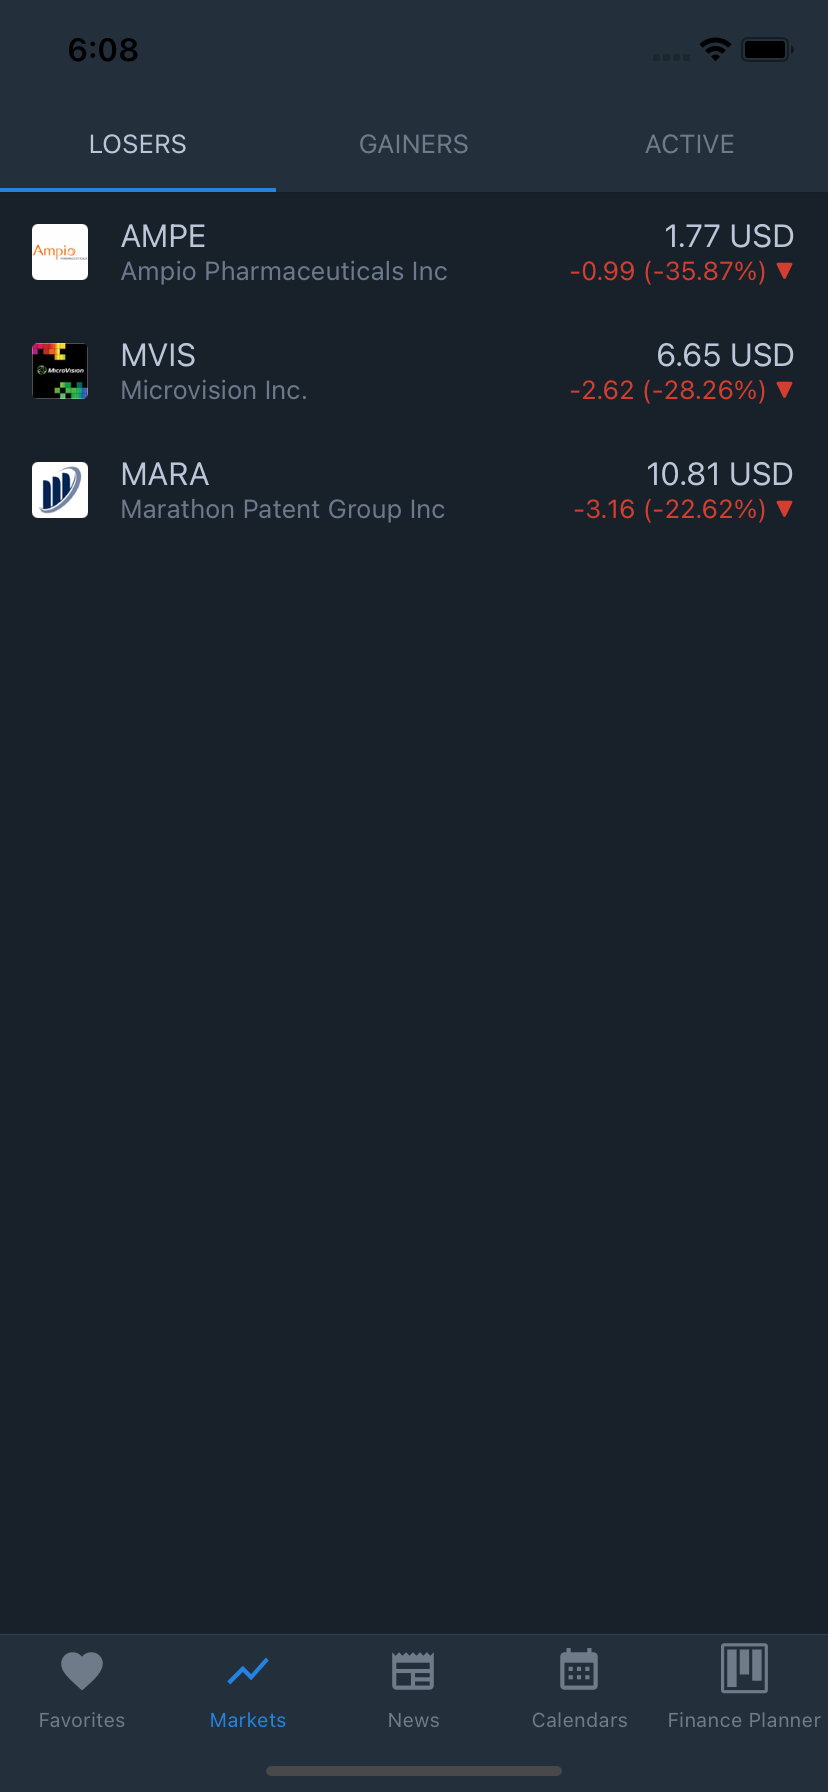 6:08
LOSERS GAINERS ACTIVE
Ampio
AMPE 1.77 USD
Ampio Pharmaceuticals Inc -0.99 (-35.87%) ▼
MicroVision
MVIS 6.65 USD
Microvision Inc. -2.62 (-28.26%) ▼
MARA 10.81 USD
Marathon Patent Group Inc -3.16 (-22.62%) ▼
Favorites Markets News Calendars Finance Planner